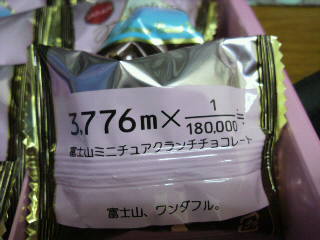 3,776m×1/180,000≒
富士山ミニチュアクランチチョコレート
富士山、ワンダフル。